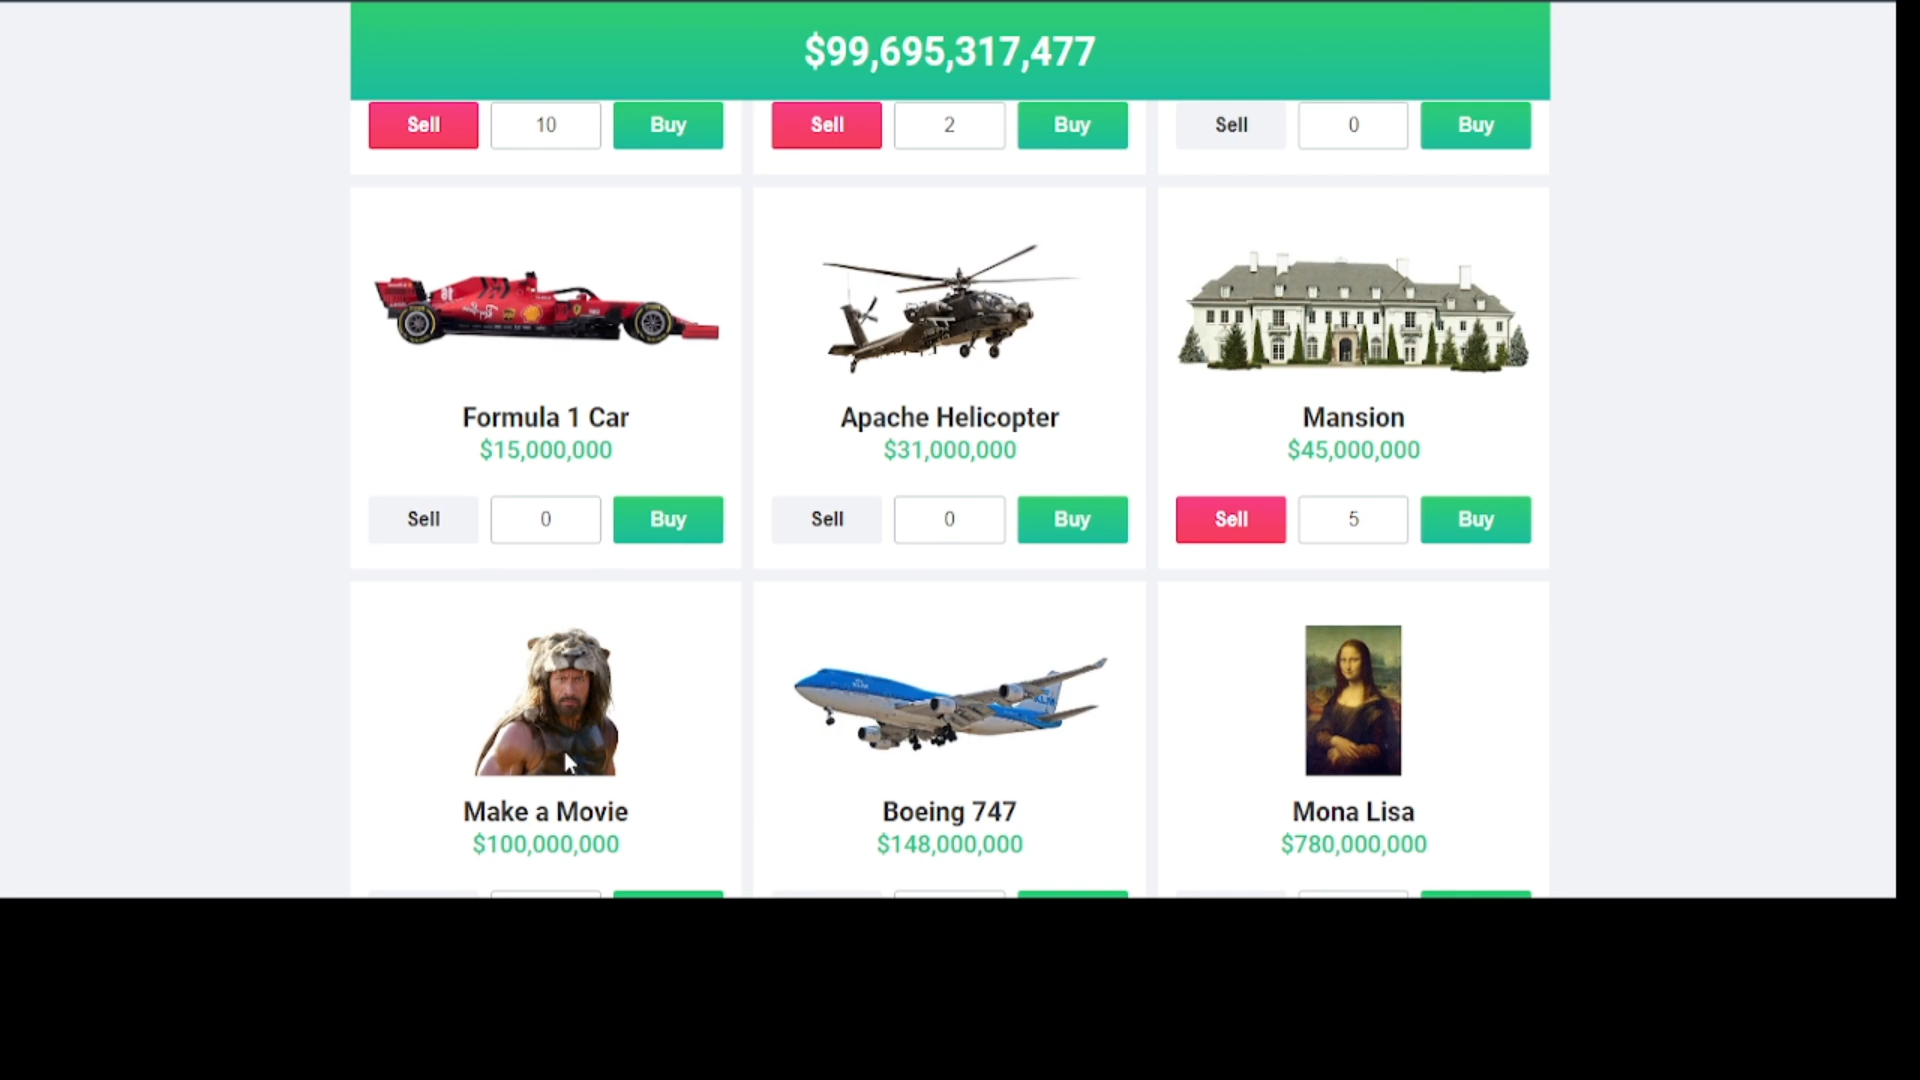 $99,695,317,477
Sell 10 Buy Sell 2 Buy Sell 0 Buy
Formula 1 Car Apache Helicopter Mansion
$15,000,000 $31,000,000 $45,000,000
Sell 0 Buy Sell 0 Buy Sell 5 Buy
KLM
Make a Movie Boeing 747 Mona Lisa
$100,000,000 $148,000,000 $780,000,000